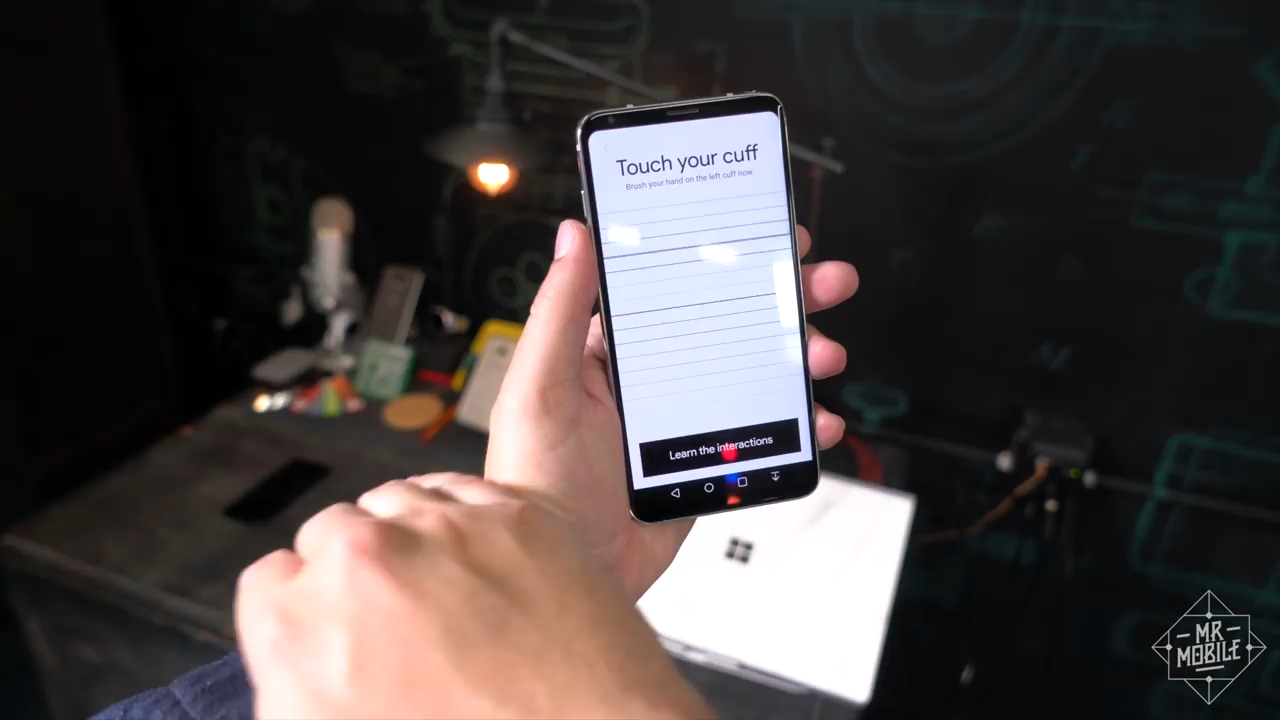 Touch your cuff
Brush your hand on the left cuff now.
Learn the interactions
MR
MOBILE